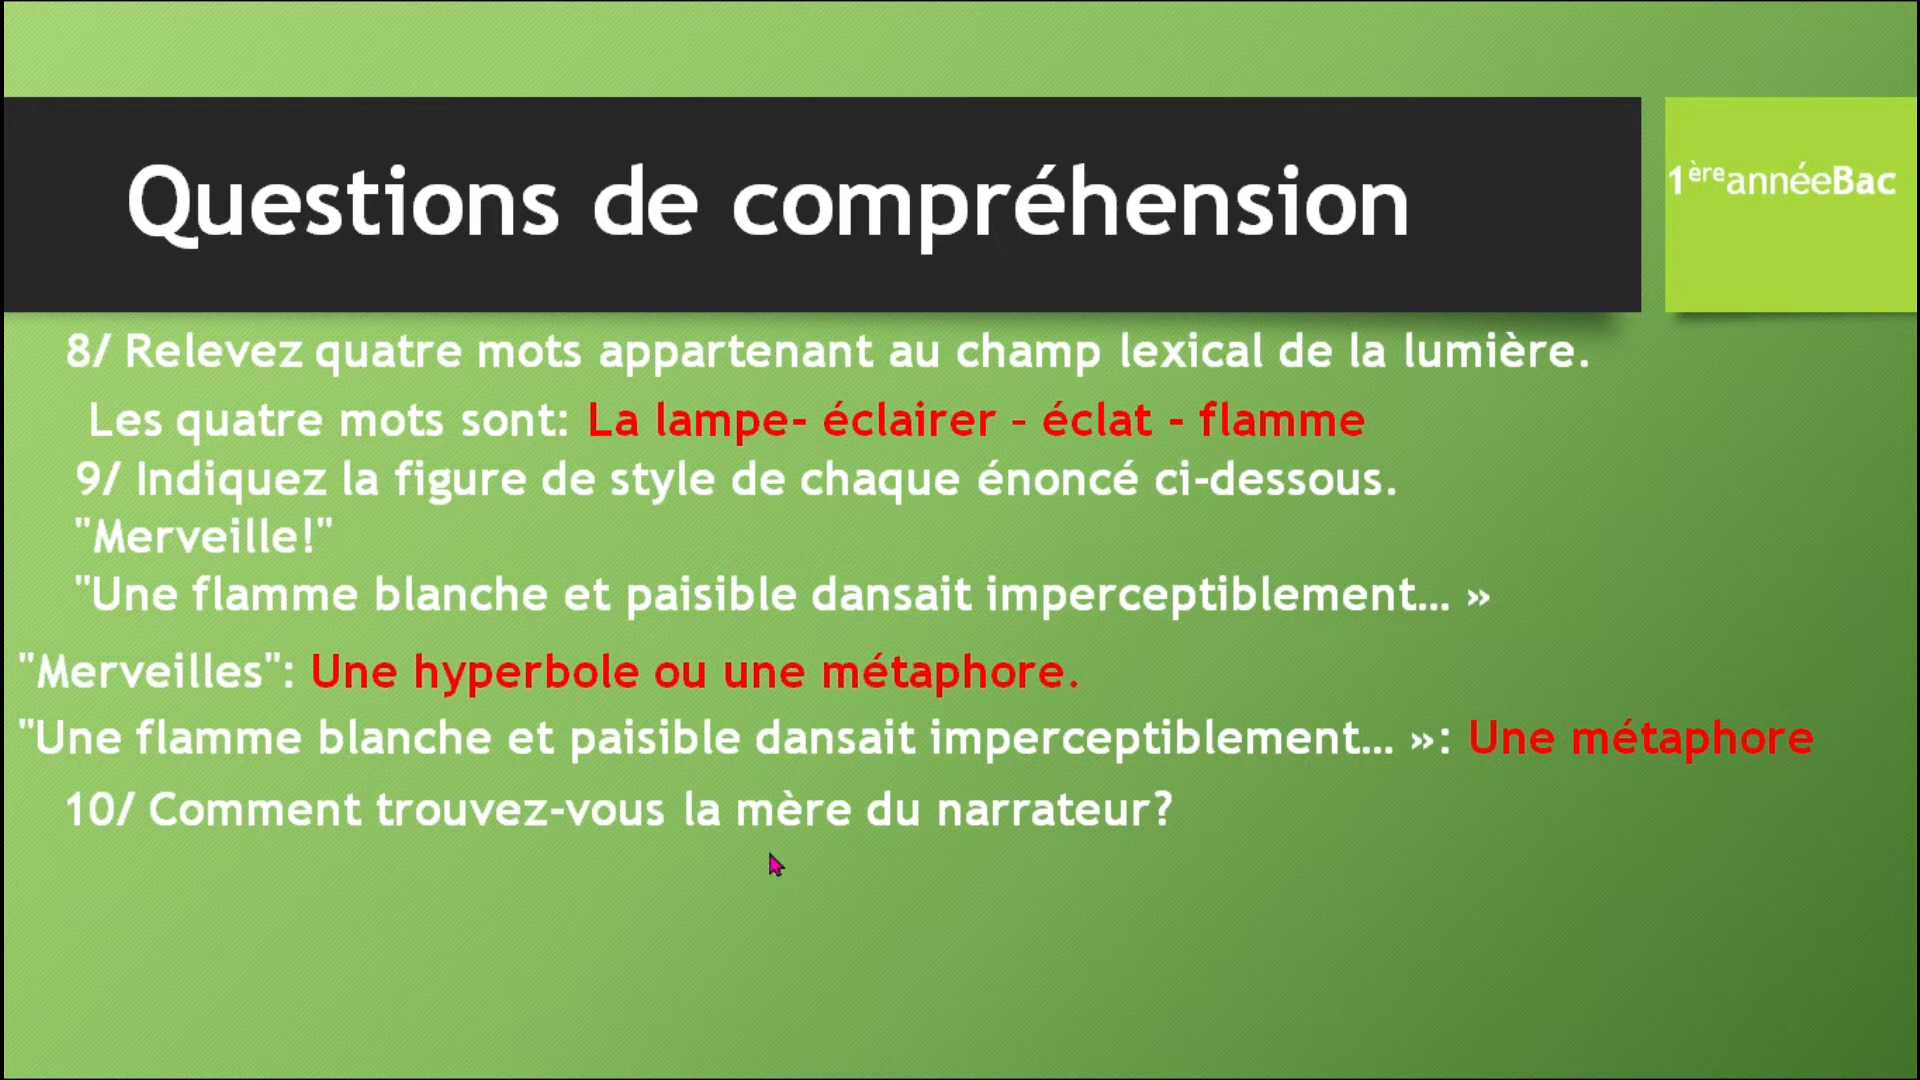 Questions de compréhension
1èreannéeBac
8/ Relevez quatre mots appartenant au champ lexical de la lumière.
Les quatre mots sont: La lampe- éclairer – éclat - flamme
9/ Indiquez la figure de style de chaque énoncé ci-dessous.
"Merveille!"
"Une flamme blanche et paisible dansait imperceptiblement… »
"Merveilles": Une hyperbole ou une métaphore.
"Une flamme blanche et paisible dansait imperceptiblement… »: Une métaphore
10/ Comment trouvez-vous la mère du narrateur?